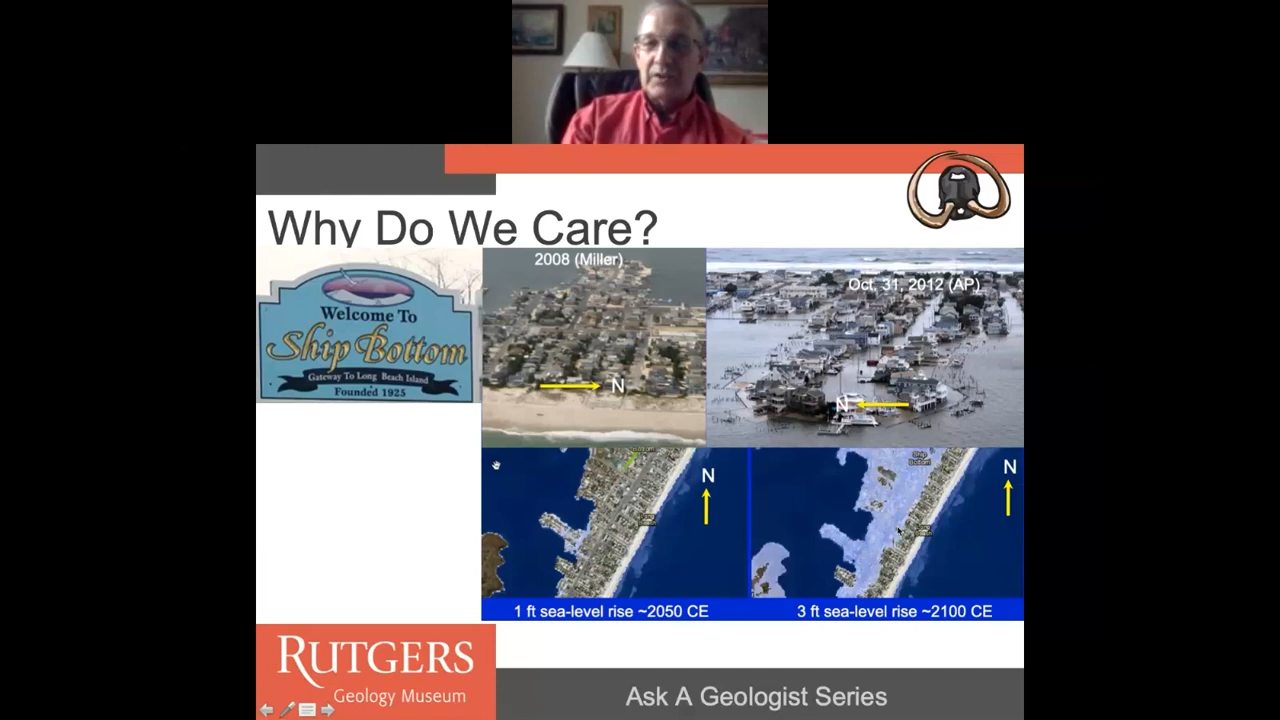 Why Do We Care?
2008 (Miller)
Oct. 31, 2012 (AP)
Welcome To
Ship Bottom
Gateway To Long Beach Island
Founded 1925
N
N
N
N
Ship
Bottom
1 ft sea-level rise ~2050 CE
3 ft sea-level rise ~2100 CE
RUTGERS
Geology Museum
Ask A Geologist Series